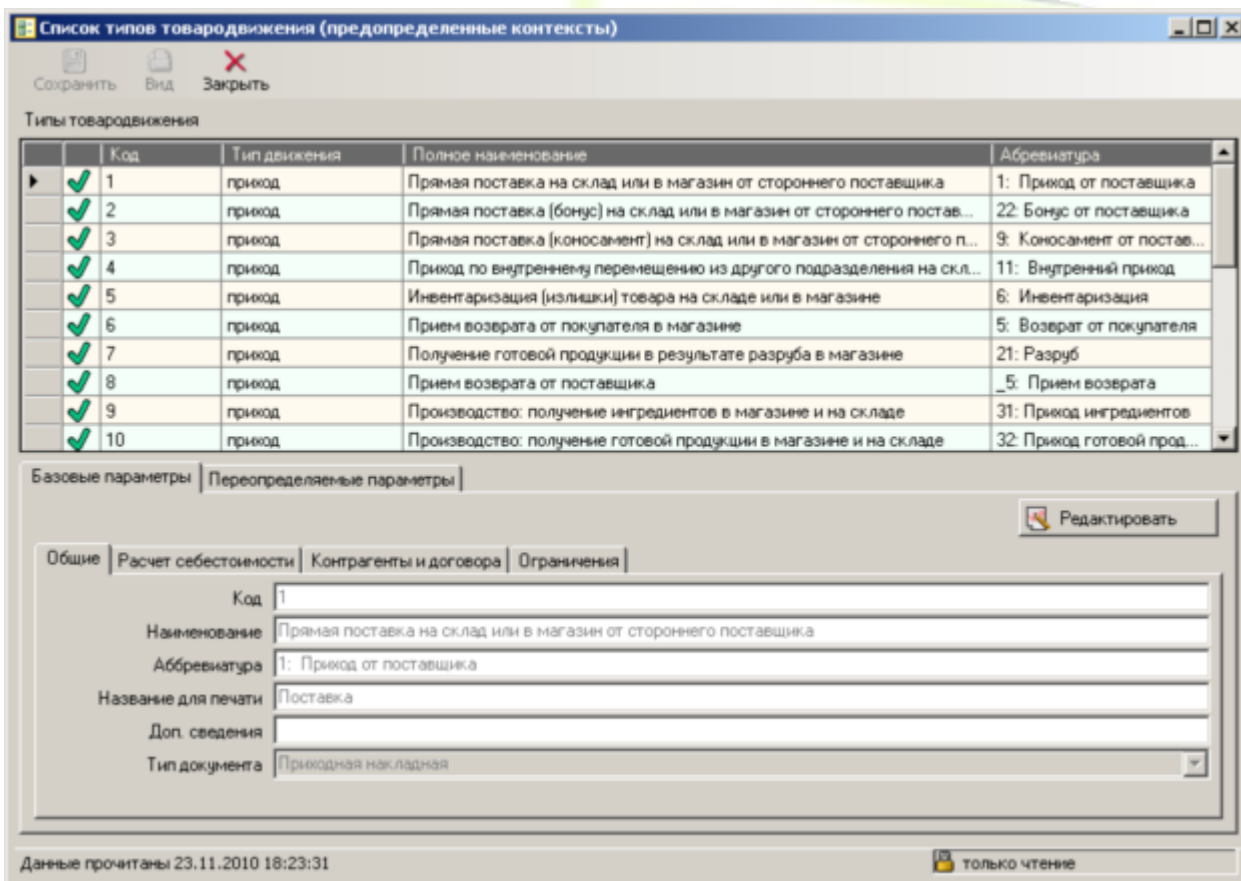 Список типов товародвижения (предопределенные контексты)
Сохранить Вид Закрыть
Типы товародвижения
Код Тип движения Полное наименование Абревиатура
1 приход Прямая поставка на склад или в магазин от стороннего поставщика 1: Приход от поставщика
2 приход Прямая поставка (бонус) на склад или в магазин от стороннего постав... 22: Бонус от поставщика
3 приход Прямая поставка (коносамент) на склад или в магазин от стороннего п... 9: Коносамент от постав...
4 приход Приход по внутреннему перемещению из другого подразделения на скл... 11: Внутренний приход
5 приход Инвентаризация (излишки) товара на складе или в магазине 6: Инвентаризация
6 приход Прием возврата от покупателя в магазине 5: Возврат от покупателя
7 приход Получение готовой продукции в результате разруба в магазине 21: Разруб
8 приход Прием возврата от поставщика _5: Прием возврата
9 приход Производство: получение ингредиентов в магазине и на складе 31: Приход ингредиентов
10 приход Производство: получение готовой продукции в магазине и на складе 32: Приход готовой прод...
Базовые параметры Переопределяемые параметры
Редактировать
Общие Расчет себестоимости Контрагенты и договора Ограничения
Код 1
Наименование Прямая поставка на склад или в магазин от стороннего поставщика
Аббревиатура 1: Приход от поставщика
Название для печати Поставка
Доп. сведения
Тип документа Приходная накладная
Данные прочитаны 23.11.2010 18:23:31 только чтение